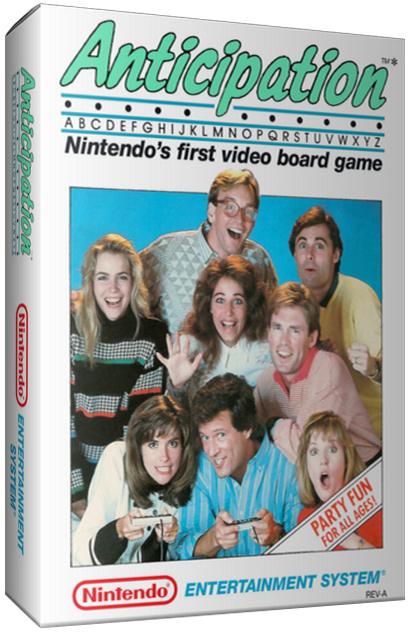 Anticipation
TM*
ABCDEFGHIJKLMNOPQRSTUVWXYZ
Nintendo's first video board game
PARTY FUN
FOR ALL AGES!
Nintendo®
ENTERTAINMENT SYSTEM®
REV-A
Anticipation
Nintendo
ENTERTAINMENT
SYSTEM